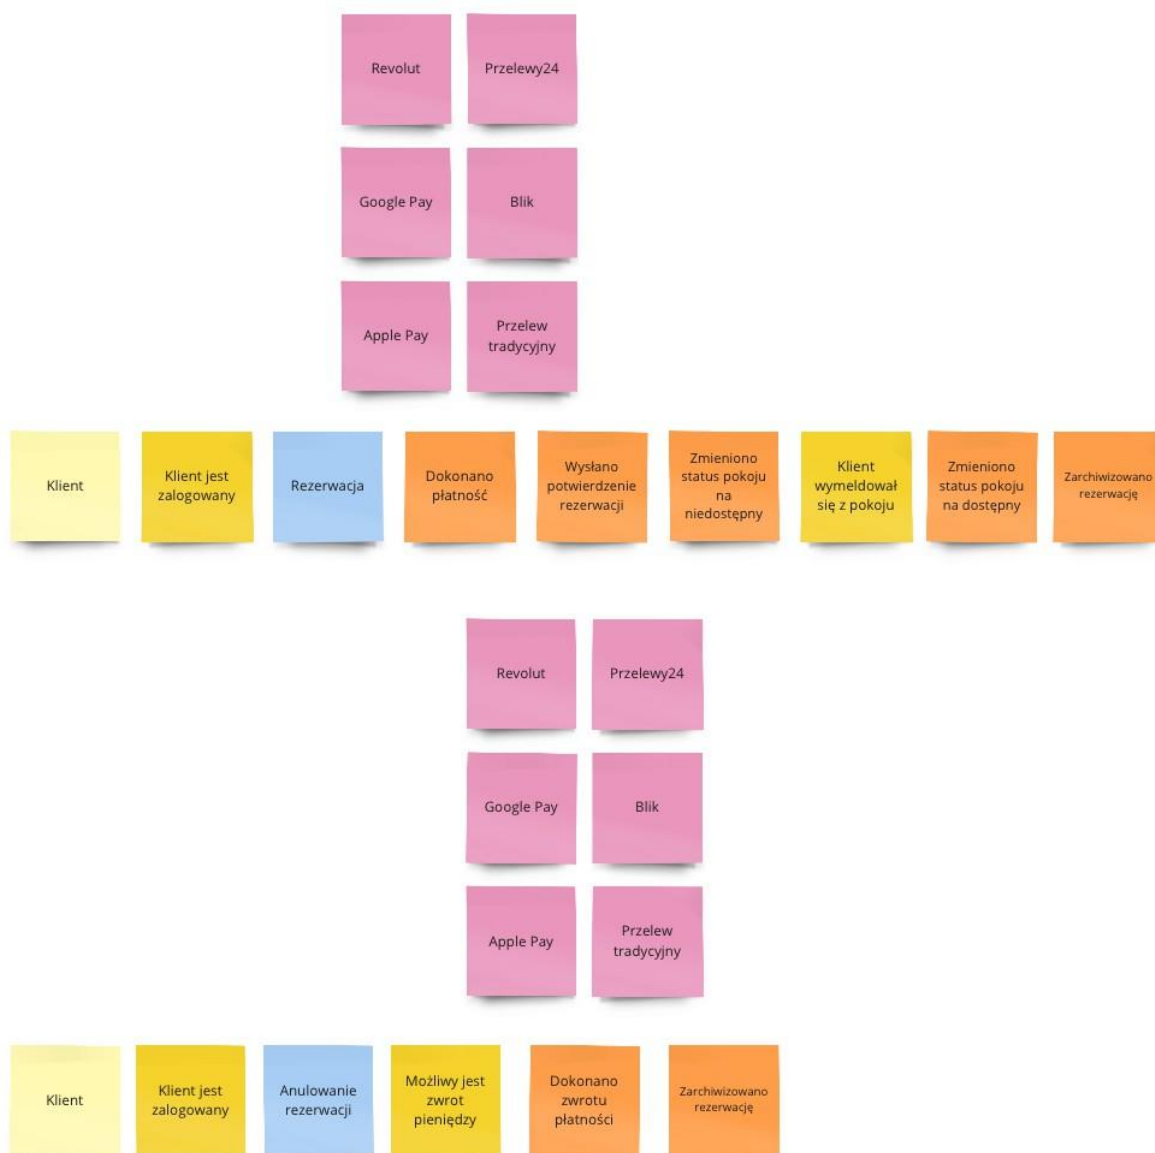 Revolut
Przelewy24
Google Pay
Blik
Apple Pay
Przelew
tradycyjny
Klient
Klient jest
zalogowany
Rezerwacja
Dokonano
płatność
Wysłano
potwierdzenie
rezerwacji
Zmieniono
status pokoju
na
niedostępny
Klient
wymeldował
się z pokoju
Zmieniono
status pokoju
na dostępny
Zarchiwizowano
rezerwację
Revolut
Przelewy24
Google Pay
Blik
Apple Pay
Przelew
tradycyjny
Klient
Klient jest
zalogowany
Anulowanie
rezerwacji
Możliwy jest
zwrot
pieniędzy
Dokonano
zwrotu
płatności
Zarchiwizowano
rezerwację